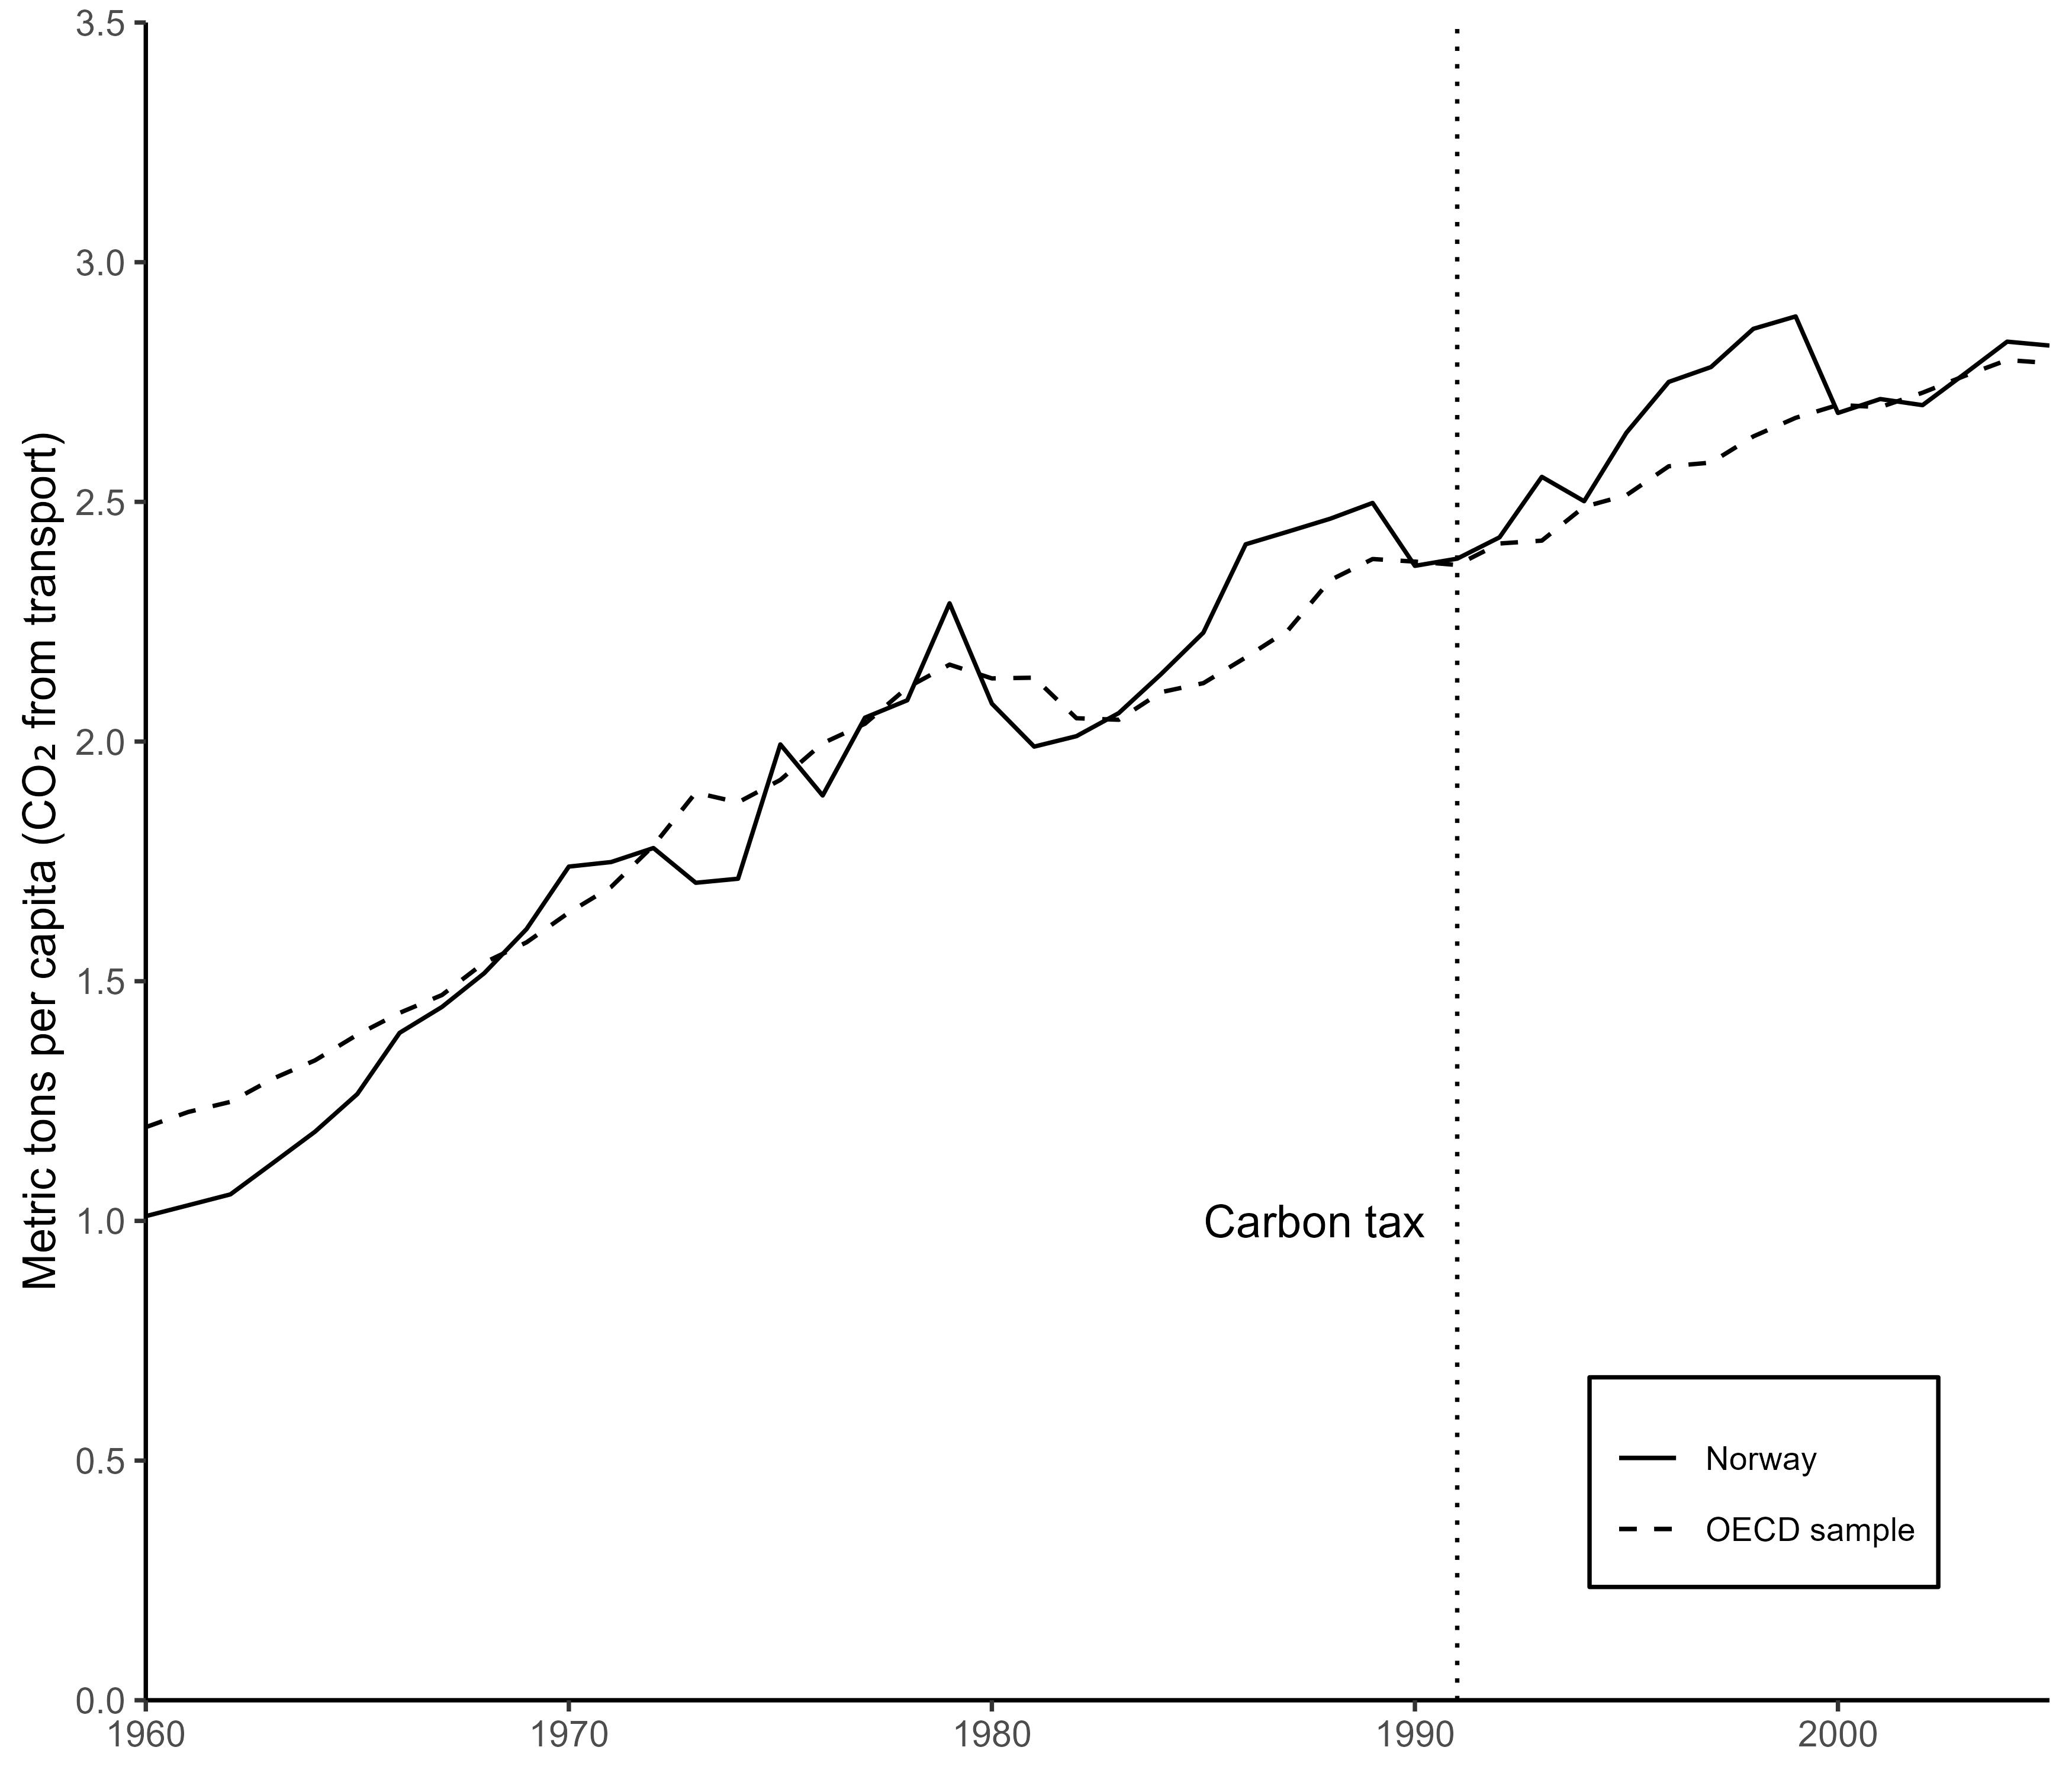 3.5
3.0
2.5
2.0
1.5
1.0
0.5
0.0
Metric tons per capita (CO₂ from transport)
Carbon tax
Norway
OECD sample
1960 1970 1980 1990 2000